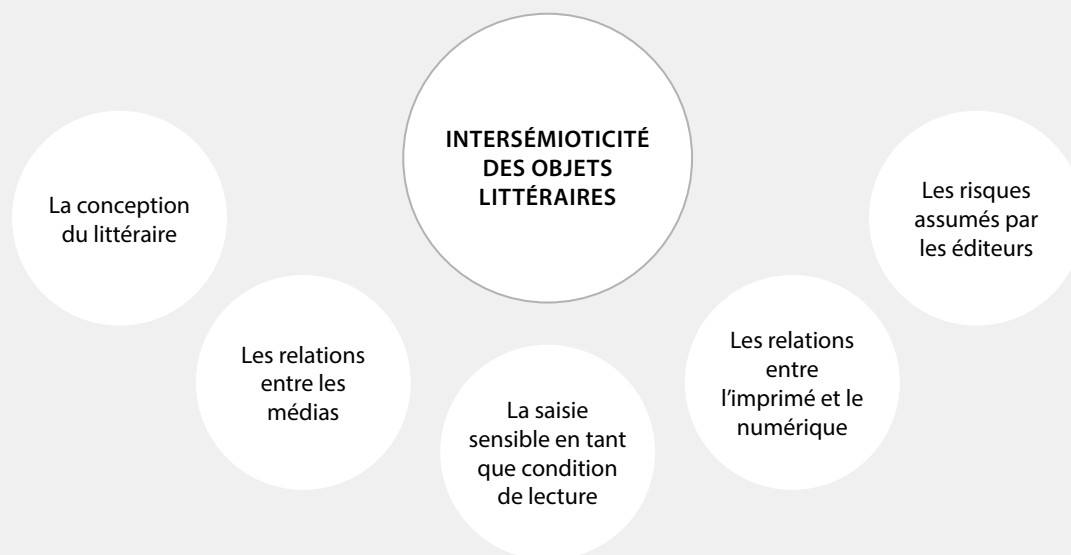 INTERSÉMIOTICITÉ
DES OBJETS
LITTÉRAIRES
La conception
du littéraire
Les relations
entre les
médias
La saisie
sensible en tant
que condition
de lecture
Les relations
entre
l’imprimé et le
numérique
Les risques
assumés par
les éditeurs